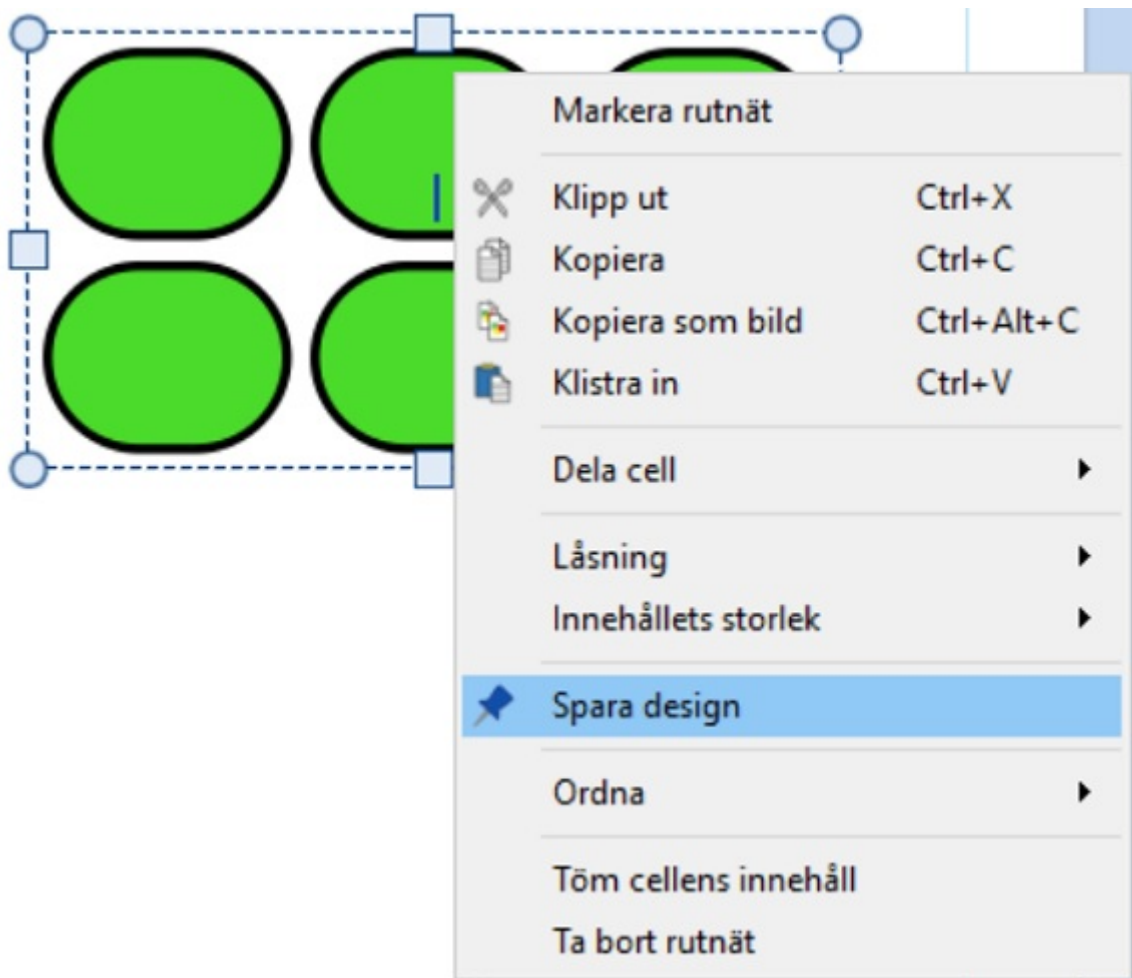 Markera rutnät
Klipp ut Ctrl+X
Kopiera Ctrl+C
Kopiera som bild Ctrl+Alt+C
Klistra in Ctrl+V
Dela cell
Låsning
Innehållets storlek
Spara design
Ordna
Töm cellens innehåll
Ta bort rutnät